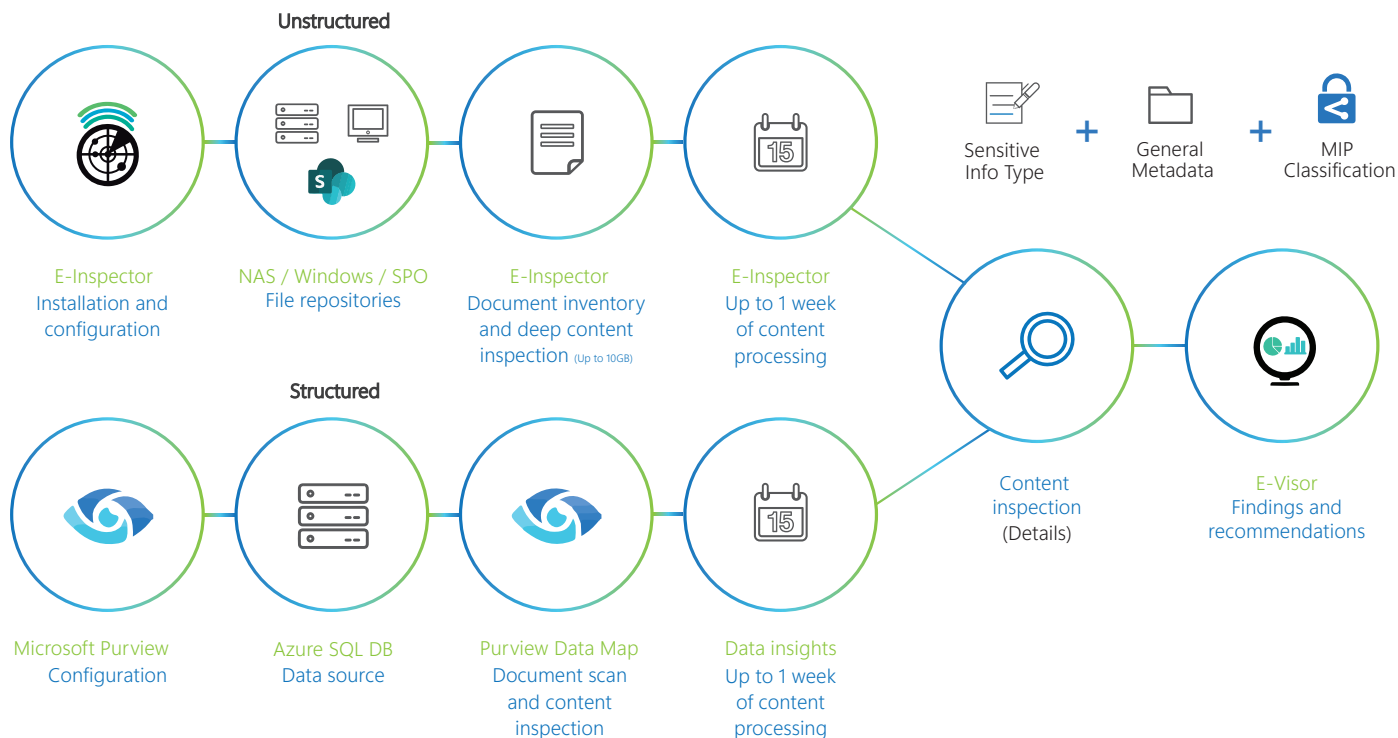 Unstructured
S
15
Sensitive
Info Type
+
General
Metadata
+
MIP
Classification
E-Inspector
Installation and
configuration
NAS / Windows / SPO
File repositories
E-Inspector
Document inventory
and deep content
inspection (Up to 10GB)
E-Inspector
Up to 1 week
of content
processing
Structured
15
Content
inspection
(Details)
E-Visor
Findings and
recommendations
Microsoft Purview
Configuration
Azure SQL DB
Data source
Purview Data Map
Document scan
and content
inspection
Data insights
Up to 1 week
of content
processing